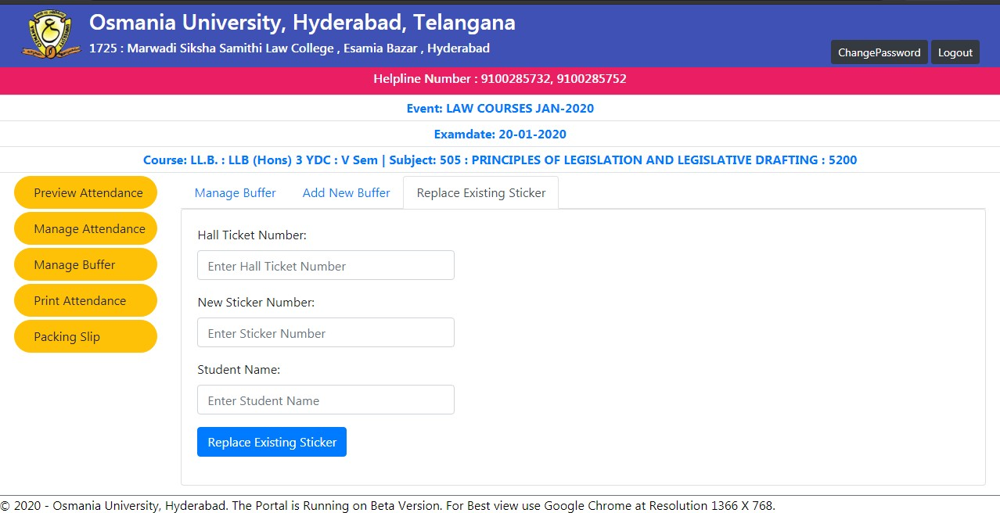 Osmania University, Hyderabad, Telangana
1725 : Marwadi Siksha Samithi Law College , Esamia Bazar , Hyderabad
ChangePassword Logout
Helpline Number : 9100285732, 9100285752
Event: LAW COURSES JAN-2020
Examdate: 20-01-2020
Course: LL.B. : LLB (Hons) 3 YDC : V Sem | Subject: 505 : PRINCIPLES OF LEGISLATION AND LEGISLATIVE DRAFTING : 5200
Preview Attendance
Manage Attendance
Manage Buffer
Print Attendance
Packing Slip
Manage Buffer Add New Buffer Replace Existing Sticker
Hall Ticket Number:
Enter Hall Ticket Number
New Sticker Number:
Enter Sticker Number
Student Name:
Enter Student Name
Replace Existing Sticker
© 2020 - Osmania University, Hyderabad. The Portal is Running on Beta Version. For Best view use Google Chrome at Resolution 1366 X 768.